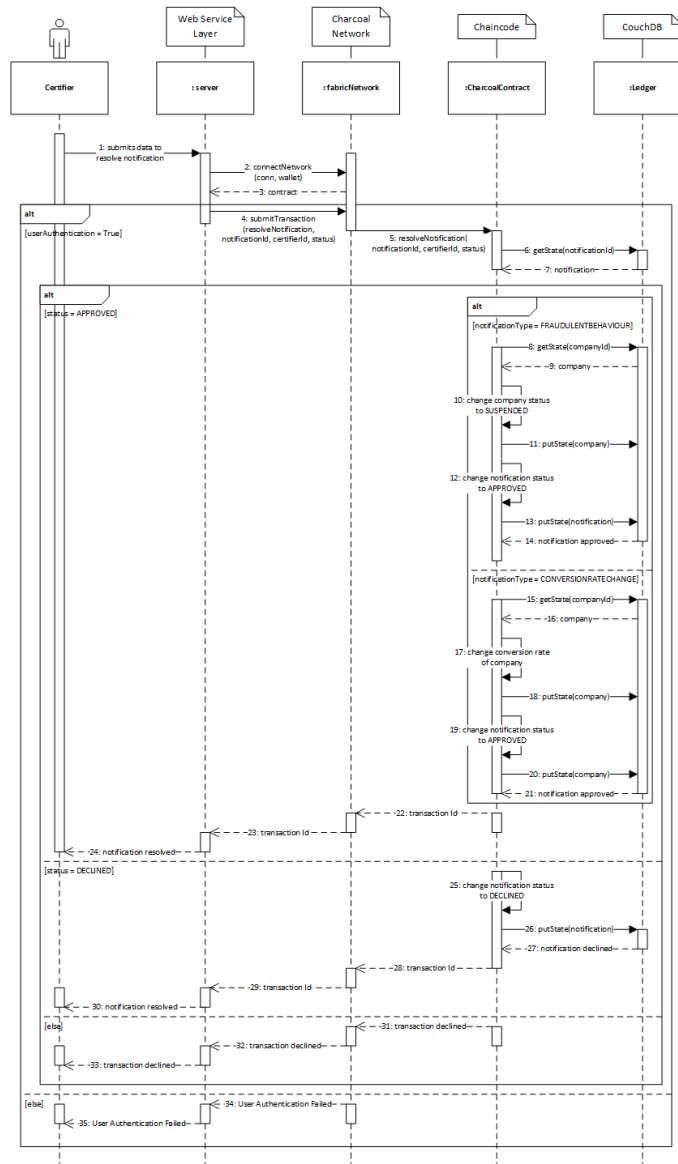 Web Service
Layer
Charcoal
Network
Chaincode
CouchDB
Certifier
: server
: fabricNetwork
:CharcoalContract
:Ledger
1: submits data to
resolve notification
2: connectNetwork
(conn, wallet)
3: contract
alt
[userAuthentication = True]
4: submitTransaction
(resolveNotification,
notificationId, certifierId, status)
5: resolveNotification(
notificationId, certifierId, status)
6: getState(notificationId)
7: notification
alt
[status = APPROVED]
alt
[notificationType = FRAUDULENTBEHAVIOUR]
8: getState(companyId)
9: company
10: change company status
to SUSPENDED
11: putState(company)
12: change notification status
to APPROVED
13: putState(notification)
14: notification approved
[notificationType = CONVERSIONRATECHANGE]
15: getState(companyId)
16: company
17: change conversion rate
of company
18: putState(company)
19: change notification status
to APPROVED
20: putState(company)
21: notification approved
22: transaction Id
23: transaction Id
24: notification resolved
[status = DECLINED]
25: change notification status
to DECLINED
26: putState(notification)
27: notification declined
28: transaction Id
29: transaction Id
30: notification resolved
[else]
31: transaction declined
32: transaction declined
33: transaction declined
[else]
34: User Authentication Failed
35: User Authentication Failed